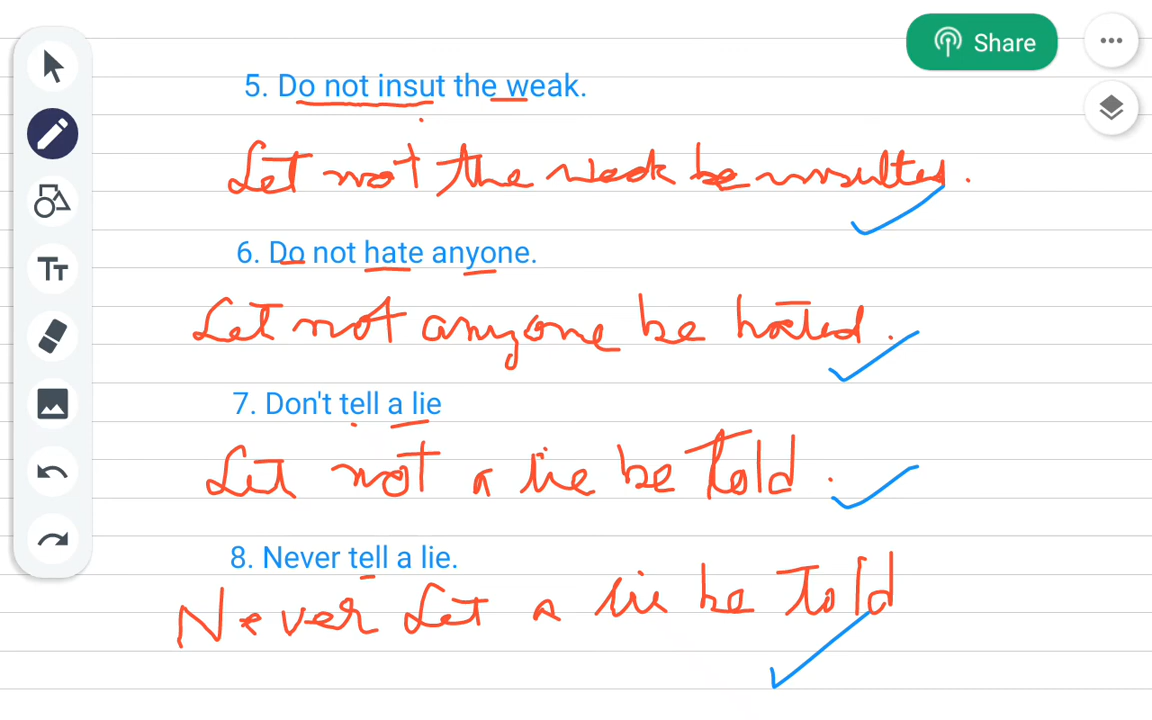 Share
5. Do not insut the weak.
Let not the weak be insulted.
6. Do not hate anyone.
Let not anyone be hated.
7. Don't tell a lie
Let not a lie be told.
8. Never tell a lie.
Never Let a lie be told